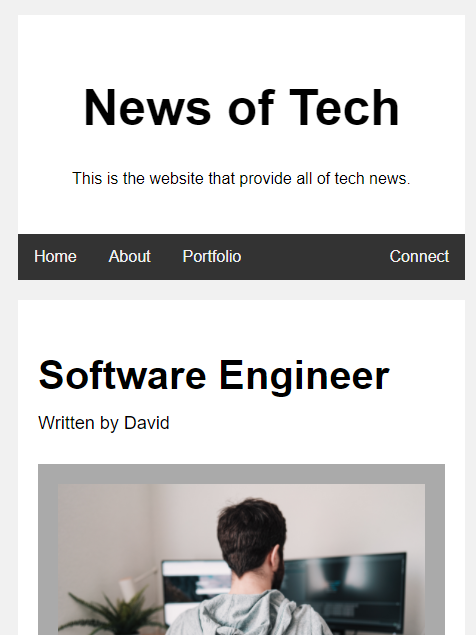 News of Tech
This is the website that provide all of tech news.
Home About Portfolio Connect
Software Engineer
Written by David